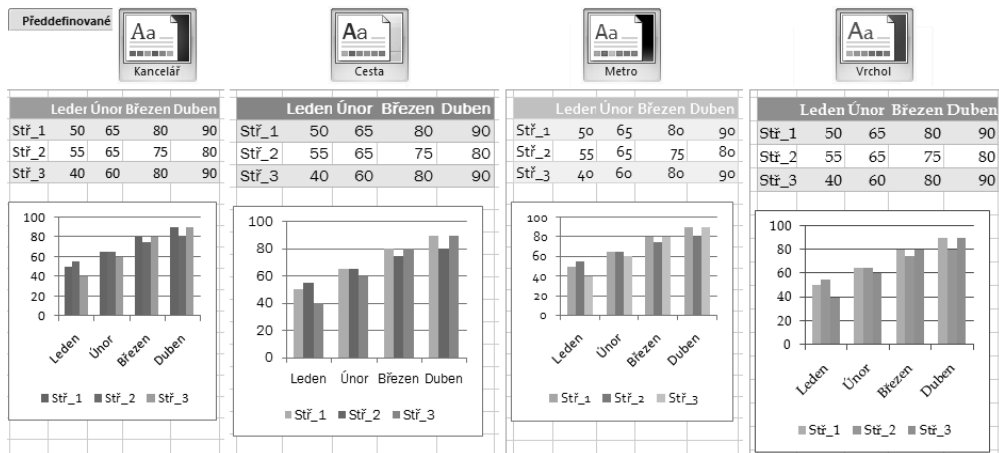 Předdefinované
Aa
Kancelář
Aa
Cesta
Aa
Metro
Aa
Vrchol
Leden Únor Březen Duben
Stř_1 50 65 80 90
Stř_2 55 65 75 80
Stř_3 40 60 80 90
100
80
60
40
20
0
Leden Únor Březen Duben
Stř_1 Stř_2 Stř_3
Leden Únor Březen Duben
Stř_1 50 65 80 90
Stř_2 55 65 75 80
Stř_3 40 60 80 90
100
80
60
40
20
0
Leden Únor Březen Duben
Stř_1 Stř_2 Stř_3
Leden Únor Březen Duben
Stř_1 50 65 80 90
Stř_2 55 65 75 80
Stř_3 40 60 80 90
100
80
60
40
20
0
Leden Únor Březen Duben
Stř_1 Stř_2 Stř_3
Leden Únor Březen Duben
Stř_1 50 65 80 90
Stř_2 55 65 75 80
Stř_3 40 60 80 90
100
80
60
40
20
0
Leden Únor Březen Duben
Stř_1 Stř_2 Stř_3